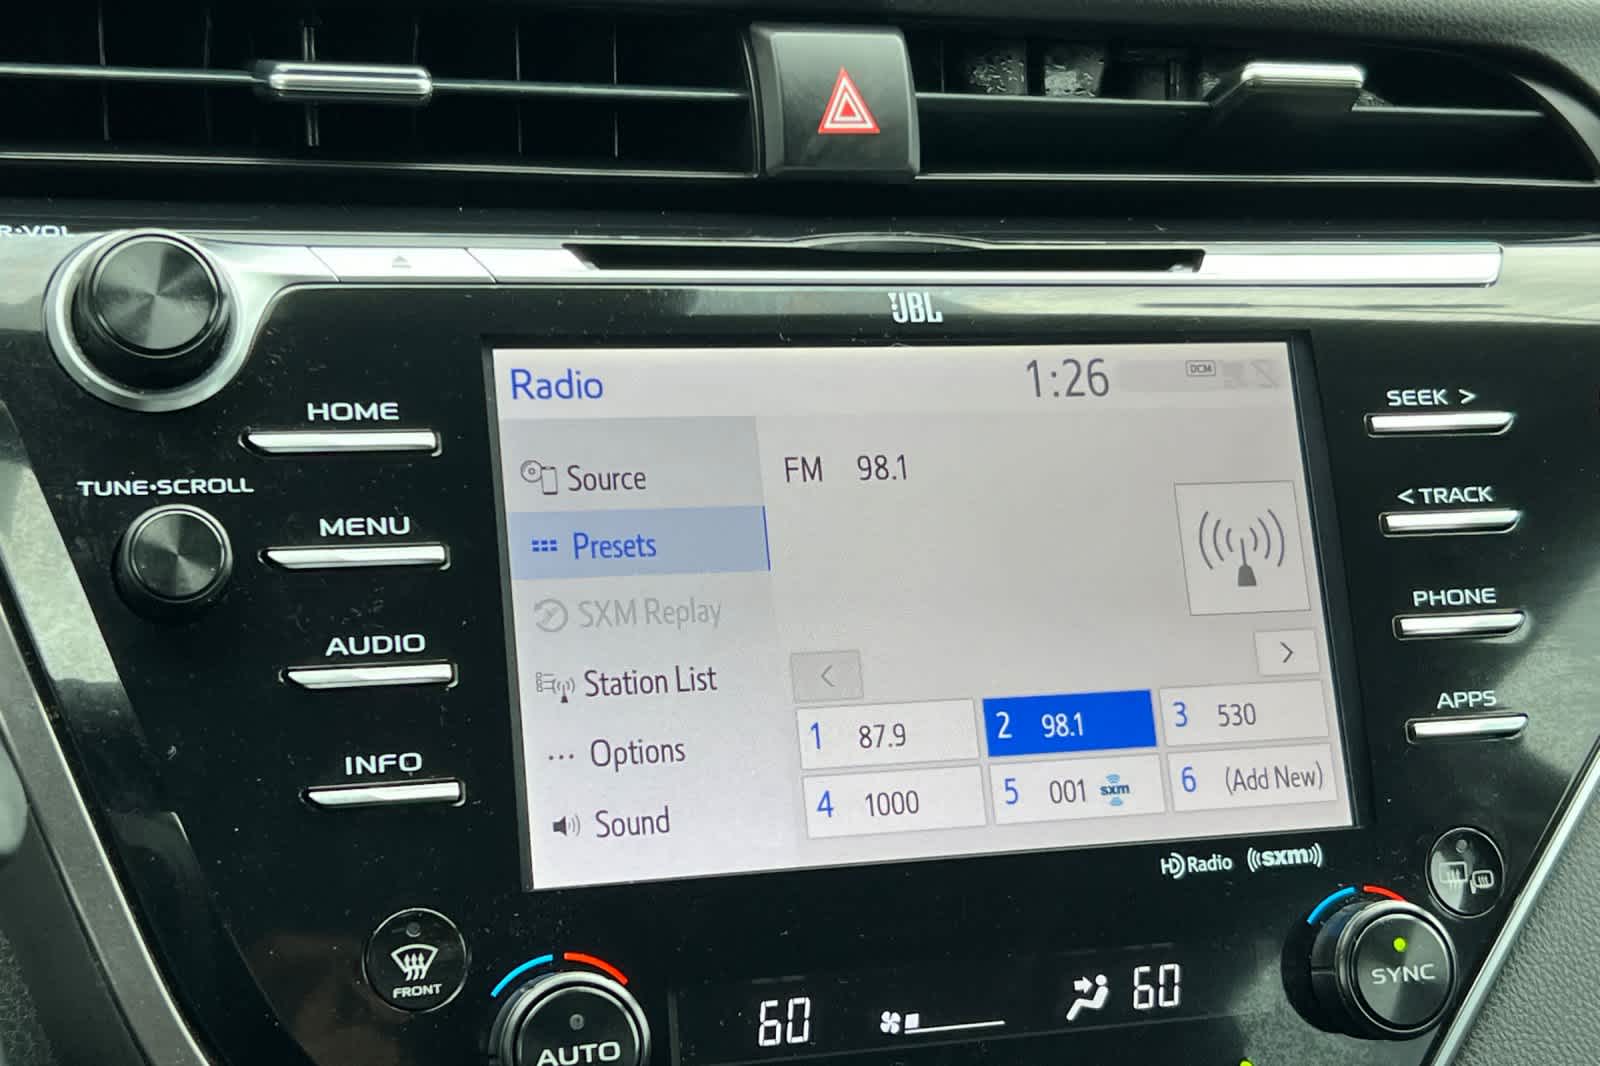 R•VOL
JBL
HOME
TUNE•SCROLL
MENU
AUDIO
INFO
Radio
1:26
DCM
Source
Presets
SXM Replay
Station List
Options
Sound
FM 98.1
<
>
1 87.9
2 98.1
3 530
4 1000
5 001 sxm
6 (Add New)
SEEK >
< TRACK
PHONE
APPS
HD Radio
((sxm))
FRONT
AUTO
60
60
SYNC